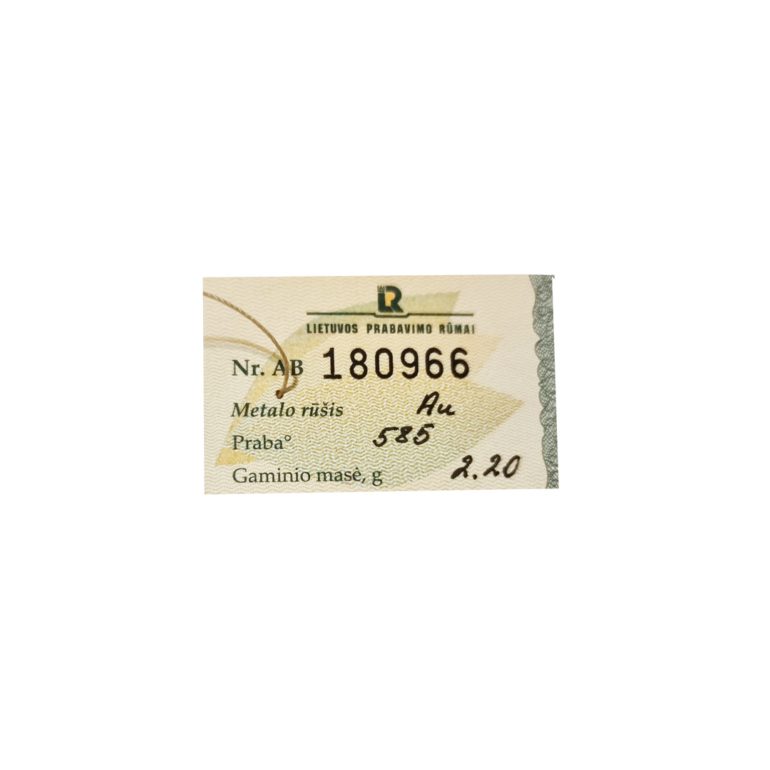 LR
LIETUVOS PRABAVIMO RŪMAI
Nr. AB 180966
Metalo rūšis Au
Praba° 585
Gaminio masė, g 2.20